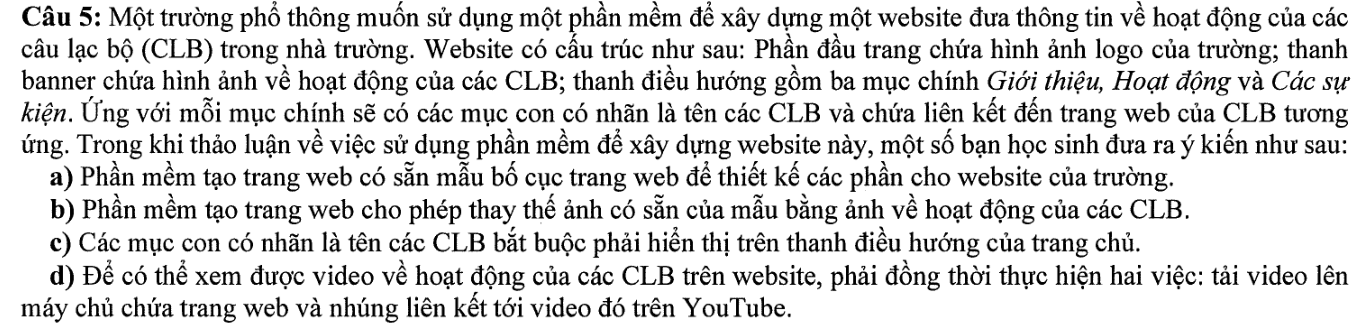 Câu 5: Một trường phổ thông muốn sử dụng một phần mềm để xây dựng một website đưa thông tin về hoạt động của các
câu lạc bộ (CLB) trong nhà trường. Website có cấu trúc như sau: Phần đầu trang chứa hình ảnh logo của trường; thanh
banner chứa hình ảnh về hoạt động của các CLB; thanh điều hướng gồm ba mục chính Giới thiệu, Hoạt động và Các sự
kiện. Ứng với mỗi mục chính sẽ có các mục con có nhãn là tên các CLB và chứa liên kết đến trang web của CLB tương
ứng. Trong khi thảo luận về việc sử dụng phần mềm để xây dựng website này, một số bạn học sinh đưa ra ý kiến như sau:
a) Phần mềm tạo trang web có sẵn mẫu bố cục trang web để thiết kế các phần cho website của trường.
b) Phần mềm tạo trang web cho phép thay thế ảnh có sẵn của mẫu bằng ảnh về hoạt động của các CLB.
c) Các mục con có nhãn là tên các CLB bắt buộc phải hiển thị trên thanh điều hướng của trang chủ.
d) Để có thể xem được video về hoạt động của các CLB trên website, phải đồng thời thực hiện hai việc: tải video lên
máy chủ chứa trang web và nhúng liên kết tới video đó trên YouTube.